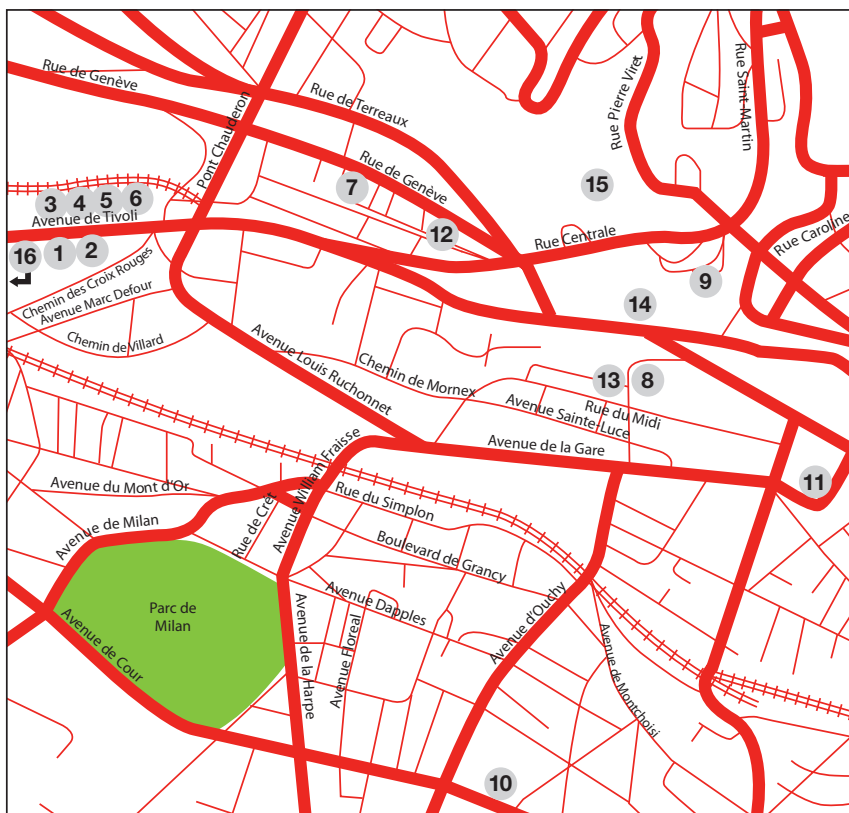 Rue de Genève
Pont Chauderon
Rue de Terreaux
Rue Pierre Viret
Rue Saint-Martin
Rue de Genève
7
15
3
4
5
6
Avenue de Tivoli
12
Rue Centrale
Rue Caroline
16
1
2
9
Chemin des Croix Rouges
Avenue Marc Defour
Chemin de Villard
14
Avenue Louis Ruchonnet
Chemin de Mornex
13
8
Rue du Midi
Avenue Sainte-Luce
Avenue de la Gare
Avenue William Fraisse
11
Avenue du Mont d'Or
Rue du Simplon
Rue de Cret
Avenue de Milan
Boulevard de Grancy
Avenue Dapples
Avenue d'Ouchy
Parc de
Milan
Avenue de Cour
Avenue de la Harpe
Avenue Floreal
Avenue de Montchoisi
10